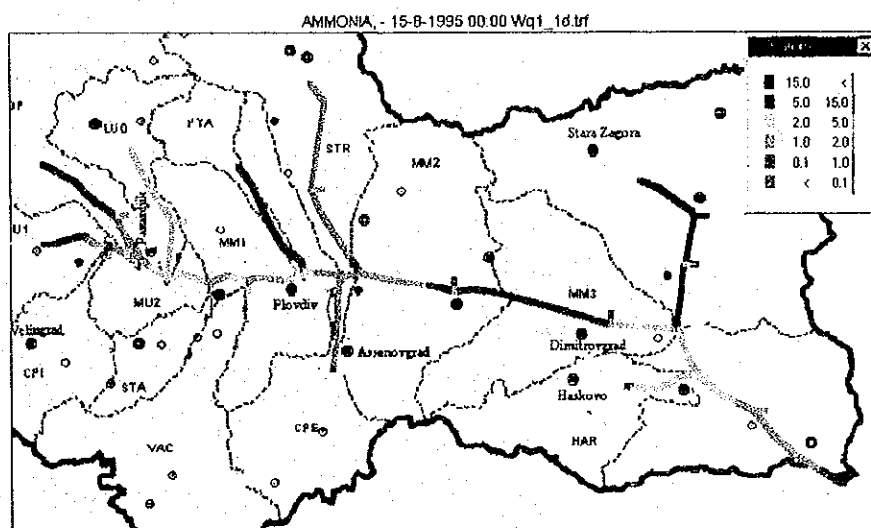 AMMONIA, - 15-8-1995 00:00 Wq1_1d.trf
15.0 <
5.0 15.0
2.0 5.0
1.0 2.0
0.1 1.0
< 0.1
LU0
PTA
STR
MM2
Stara Zagora
U1
MM1
MU2
Plovdiv
MM3
Velingrad
Assenovgrad
Dimitrovgrad
CPI
STA
Haskovo
VAC
CPE
HAR